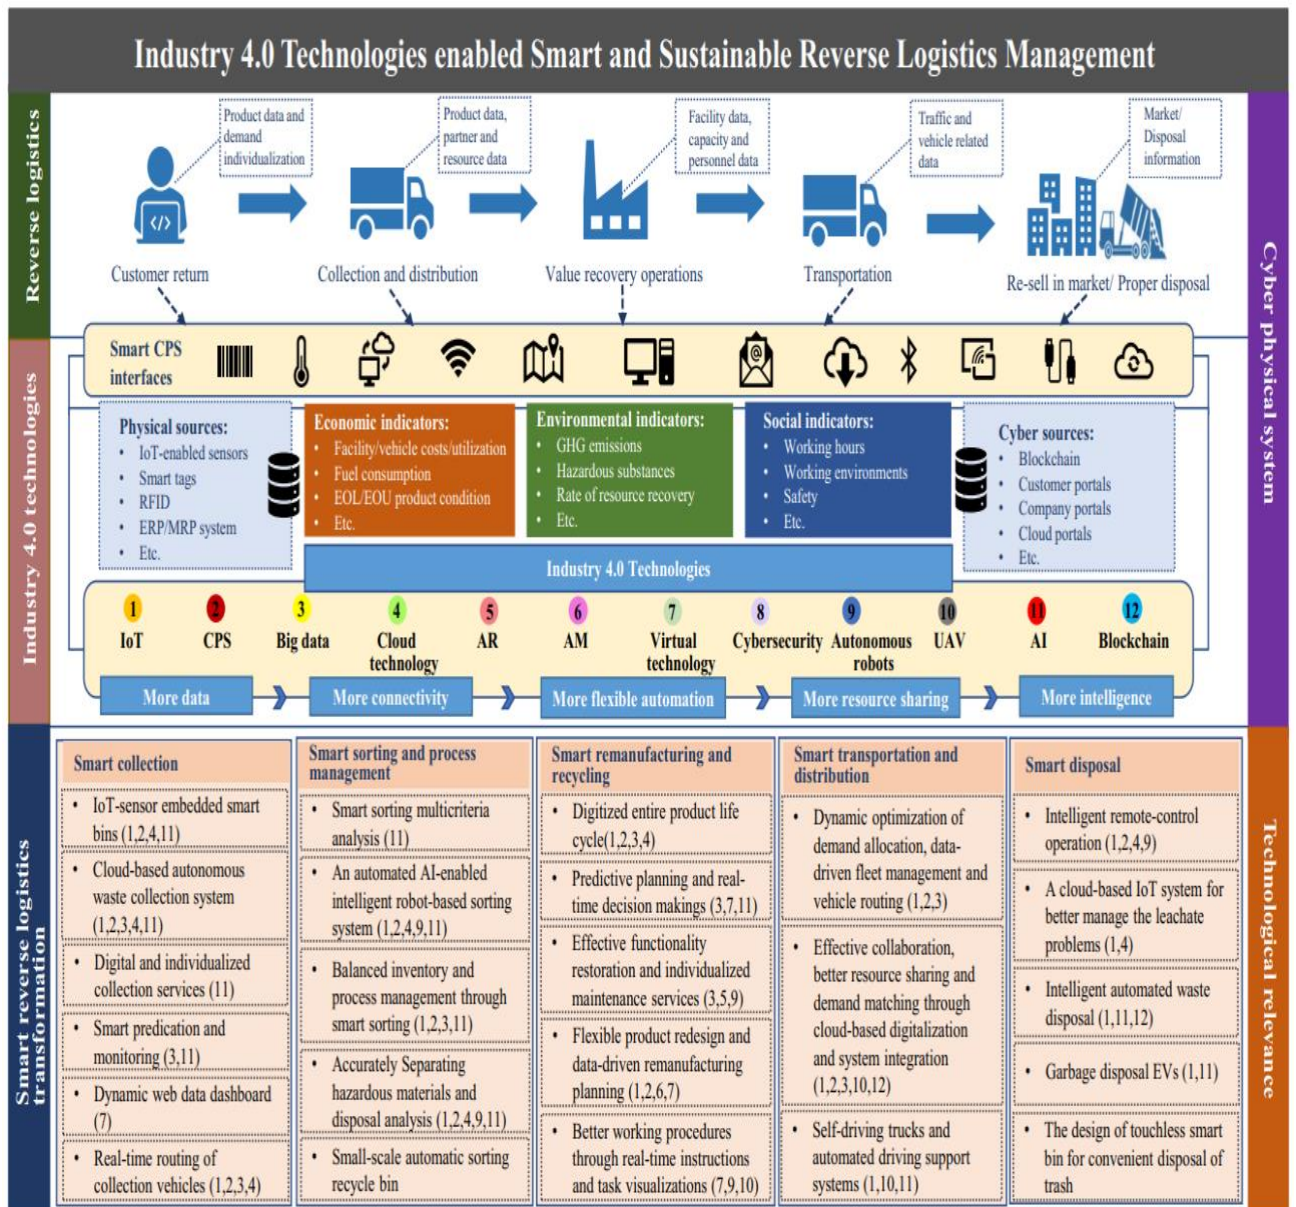 Industry 4.0 Technologies enabled Smart and Sustainable Reverse Logistics Management
Reverse logistics
Product data and
demand
individualization
Product data,
partner and
resource data
Facility data,
capacity and
personnel data
Traffic and
vehicle related
data
Market/
Disposal
information
</>
Customer return
Collection and distribution
Value recovery operations
Transportation
Re-sell in market/ Proper disposal
Cyber physical system
Industry 4.0 technologies
Smart CPS
interfaces
@
Physical sources:
• IoT-enabled sensors
• Smart tags
• RFID
• ERP/MRP system
• Etc.
Economic indicators:
• Facility/vehicle costs/utilization
• Fuel consumption
• EOL/EOU product condition
• Etc.
Environmental indicators:
• GHG emissions
• Hazardous substances
• Rate of resource recovery
• Etc.
Social indicators:
• Working hours
• Working environments
• Safety
• Etc.
Cyber sources:
• Blockchain
• Customer portals
• Company portals
• Cloud portals
• Etc.
Industry 4.0 Technologies
1
IoT
2
CPS
3
Big data
4
Cloud
technology
5
AR
6
AM
7
Virtual
technology
8
Cybersecurity
9
Autonomous
robots
10
UAV
11
AI
12
Blockchain
More data
More connectivity
More flexible automation
More resource sharing
More intelligence
Smart reverse logistics
transformation
Smart collection
• IoT-sensor embedded smart
bins (1,2,4,11)
• Cloud-based autonomous
waste collection system
(1,2,3,4,11)
• Digital and individualized
collection services (11)
• Smart predication and
monitoring (3,11)
• Dynamic web data dashboard
(7)
• Real-time routing of
collection vehicles (1,2,3,4)
Smart sorting and process
management
• Smart sorting multicriteria
analysis (11)
• An automated AI-enabled
intelligent robot-based sorting
system (1,2,4,9,11)
• Balanced inventory and
process management through
smart sorting (1,2,3,11)
• Accurately Separating
hazardous materials and
disposal analysis (1,2,4,9,11)
• Small-scale automatic sorting
recycle bin
Smart remanufacturing and
recycling
• Digitized entire product life
cycle(1,2,3,4)
• Predictive planning and real-
time decision makings (3,7,11)
• Effective functionality
restoration and individualized
maintenance services (3,5,9)
• Flexible product redesign and
data-driven remanufacturing
planning (1,2,6,7)
• Better working procedures
through real-time instructions
and task visualizations (7,9,10)
Smart transportation and
distribution
• Dynamic optimization of
demand allocation, data-
driven fleet management and
vehicle routing (1,2,3)
• Effective collaboration,
better resource sharing and
demand matching through
cloud-based digitalization
and system integration
(1,2,3,10,12)
• Self-driving trucks and
automated driving support
systems (1,10,11)
Smart disposal
• Intelligent remote-control
operation (1,2,4,9)
• A cloud-based IoT system for
better manage the leachate
problems (1,4)
• Intelligent automated waste
disposal (1,11,12)
• Garbage disposal EVs (1,11)
• The design of touchless smart
bin for convenient disposal of
trash
Technological relevance